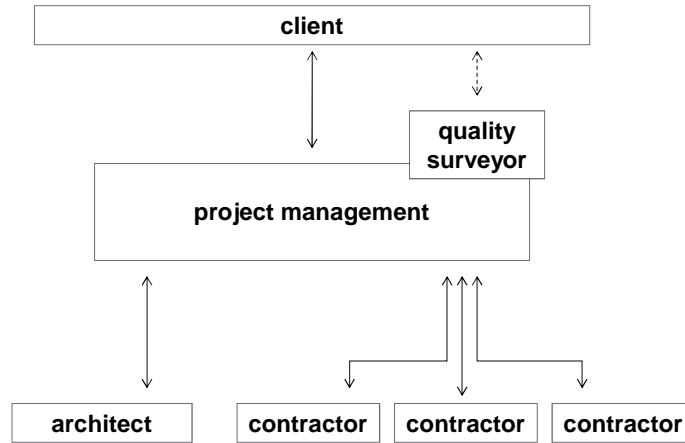 client
quality
surveyor
project management
architect
contractor
contractor
contractor